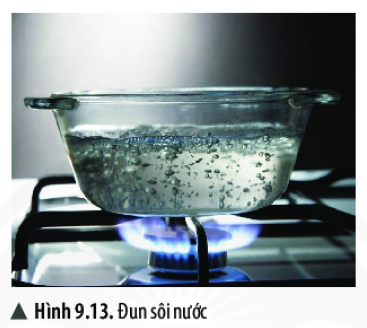 ▲ Hình 9.13. Đun sôi nước